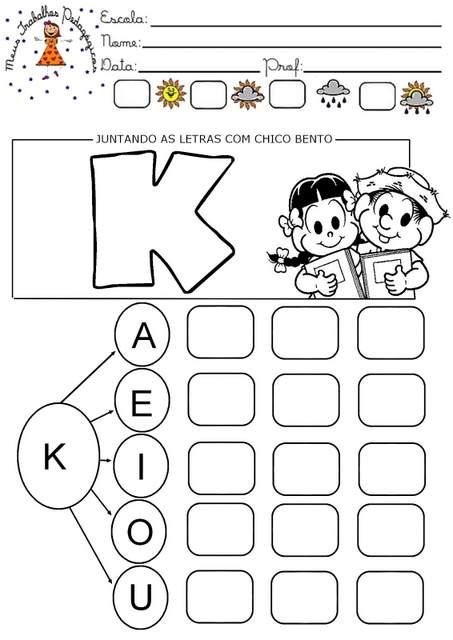 Meus Trabalhos Pedagógicos
Escola:
Nome:
Data: Prof:
JUNTANDO AS LETRAS COM CHICO BENTO
K
A
E
K I
O
U